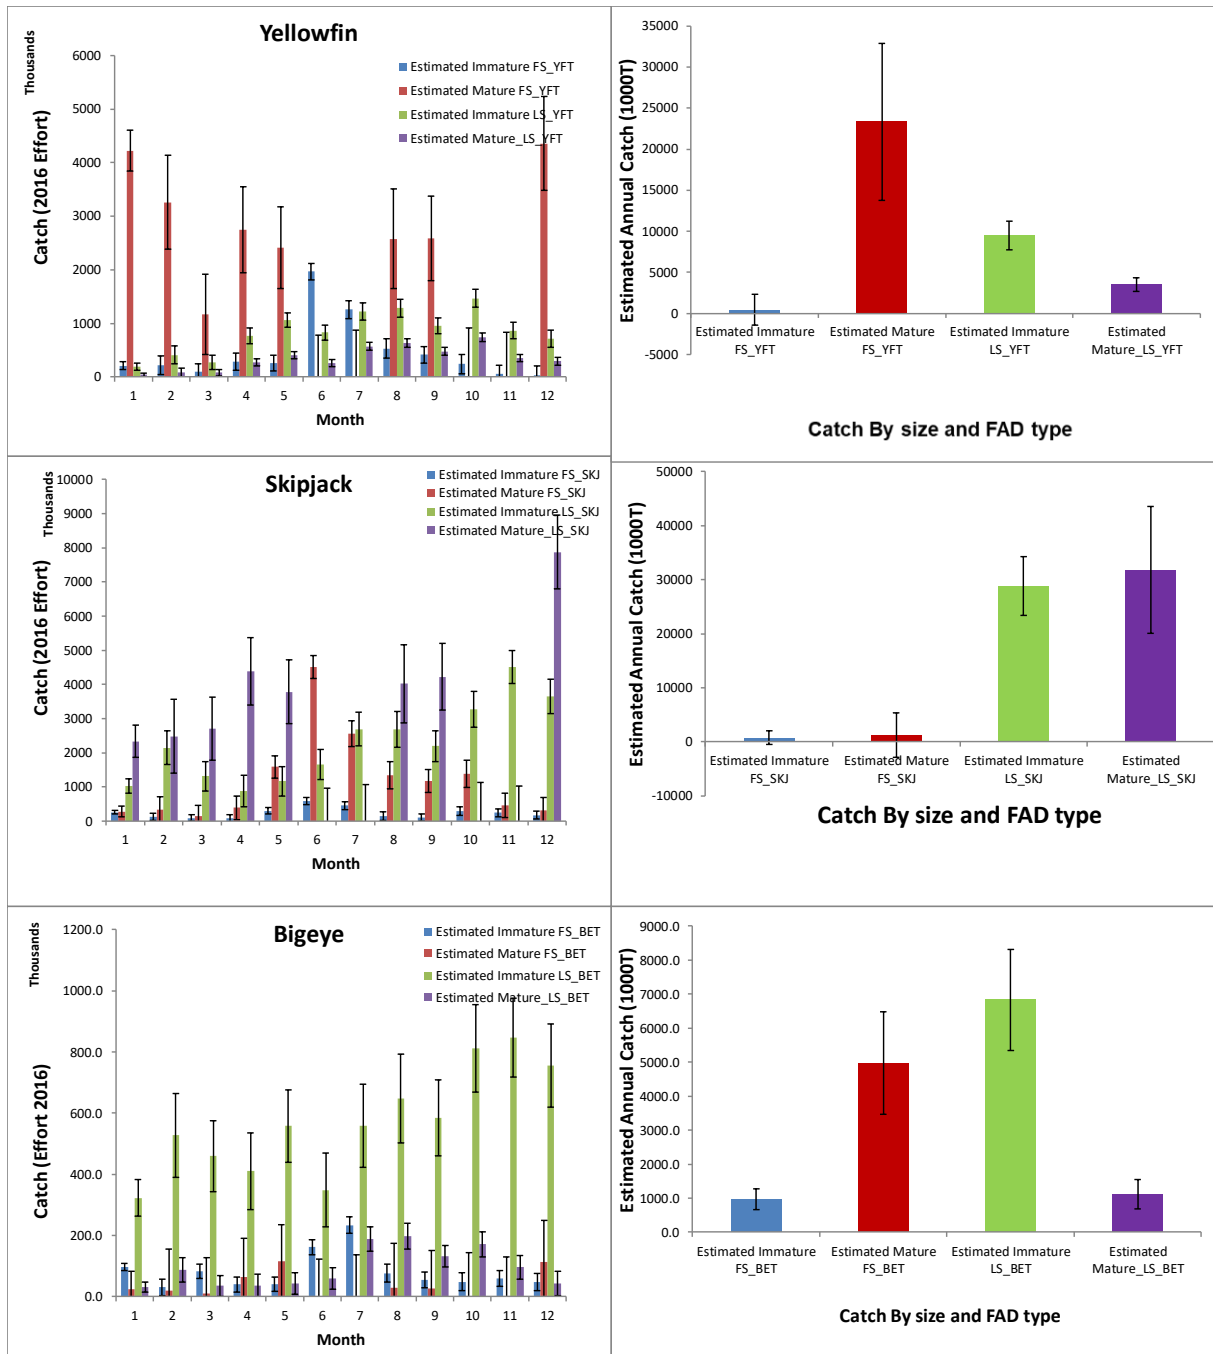 Yellowfin
Thousands
Catch (2016 Effort)
6000
5000
4000
3000
2000
1000
0
Estimated Immature FS_YFT
Estimated Mature FS_YFT
Estimated Immature LS_YFT
Estimated Mature_LS_YFT
1 2 3 4 5 6 7 8 9 10 11 12
Month
Estimated Annual Catch (1000T)
35000
30000
25000
20000
15000
10000
5000
0
-5000
Estimated Immature FS_YFT
Estimated Mature FS_YFT
Estimated Immature LS_YFT
Estimated Mature_LS_YFT
Catch By size and FAD type
Skipjack
Thousands
Catch (2016 Effort)
10000
9000
8000
7000
6000
5000
4000
3000
2000
1000
0
Estimated Immature FS_SKJ
Estimated Mature FS_SKJ
Estimated Immature LS_SKJ
Estimated Mature_LS_SKJ
1 2 3 4 5 6 7 8 9 10 11 12
Month
Estimated Annual Catch (1000T)
50000
40000
30000
20000
10000
0
-10000
Estimated Immature FS_SKJ
Estimated Mature FS_SKJ
Estimated Immature LS_SKJ
Estimated Mature_LS_SKJ
Catch By size and FAD type
Bigeye
Thousands
Catch (Effort 2016)
1200.0
1000.0
800.0
600.0
400.0
200.0
0.0
Estimated Immature FS_BET
Estimated Mature FS_BET
Estimated Immature LS_BET
Estimated Mature_LS_BET
1 2 3 4 5 6 7 8 9 10 11 12
Month
Estimated Annual Catch (1000T)
9000.0
8000.0
7000.0
6000.0
5000.0
4000.0
3000.0
2000.0
1000.0
0.0
Estimated Immature FS_BET
Estimated Mature FS_BET
Estimated Immature LS_BET
Estimated Mature_LS_BET
Catch By size and FAD type